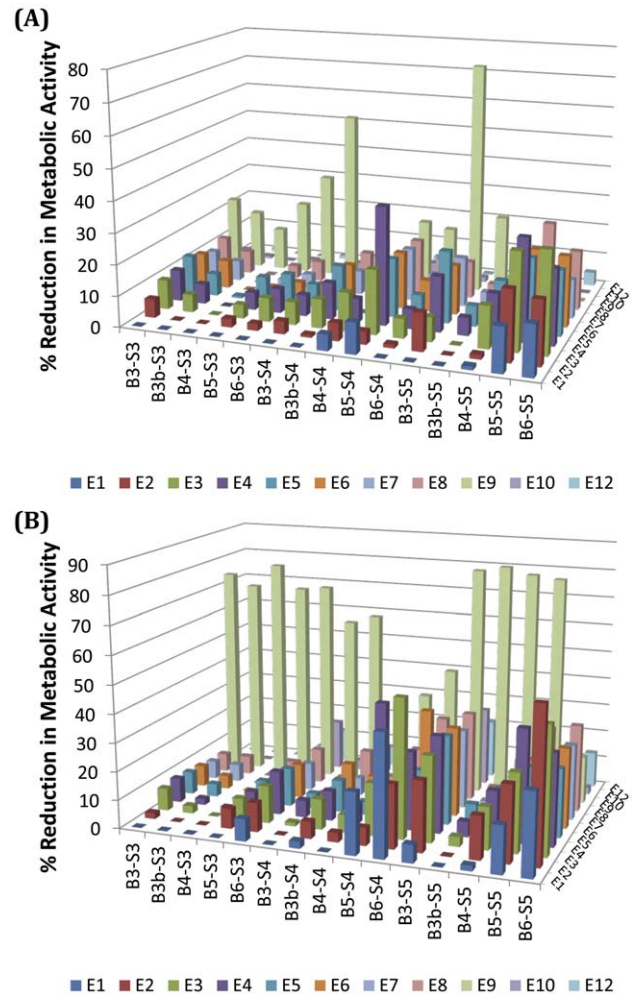 (A)
% Reduction in Metabolic Activity
80
70
60
50
40
30
20
10
0
B3-S3
B3b-S3
B4-S3
B5-S3
B6-S3
B3-S4
B3b-S4
B4-S4
B5-S4
B6-S4
B3-S5
B3b-S5
B4-S5
B5-S5
B6-S5
E1
E2
E1 E2 E3 E4 E5 E6 E7 E8 E9 E10 E12
(B)
% Reduction in Metabolic Activity
90
80
70
60
50
40
30
20
10
0
B3-S3
B3b-S3
B4-S3
B5-S3
B6-S3
B3-S4
B3b-S4
B4-S4
B5-S4
B6-S4
B3-S5
B3b-S5
B4-S5
B5-S5
B6-S5
E1
E2
E1 E2 E3 E4 E5 E6 E7 E8 E9 E10 E12